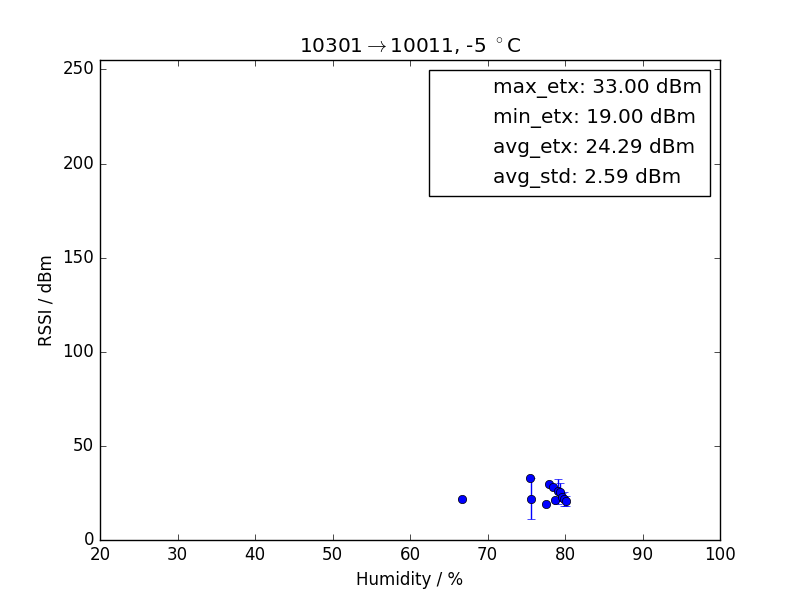 10301→10011, -5 °C
max_etx: 33.00 dBm
min_etx: 19.00 dBm
avg_etx: 24.29 dBm
avg_std: 2.59 dBm
RSSI / dBm
250
200
150
100
50
0
20 30 40 50 60 70 80 90 100
Humidity / %